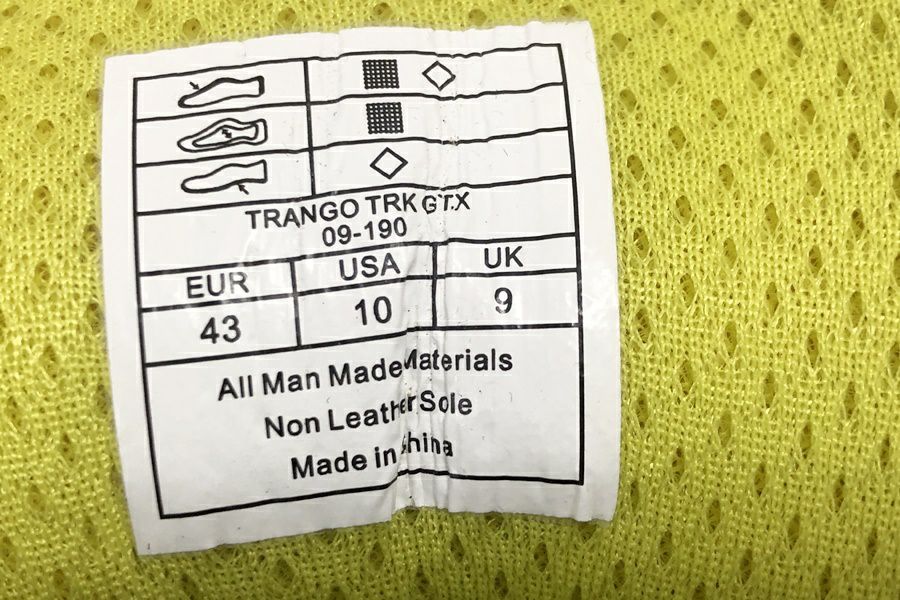 TRANGO TRK GTX
09-190
EUR USA UK
43 10 9
All Man Made Materials
Non Leather Sole
Made in China